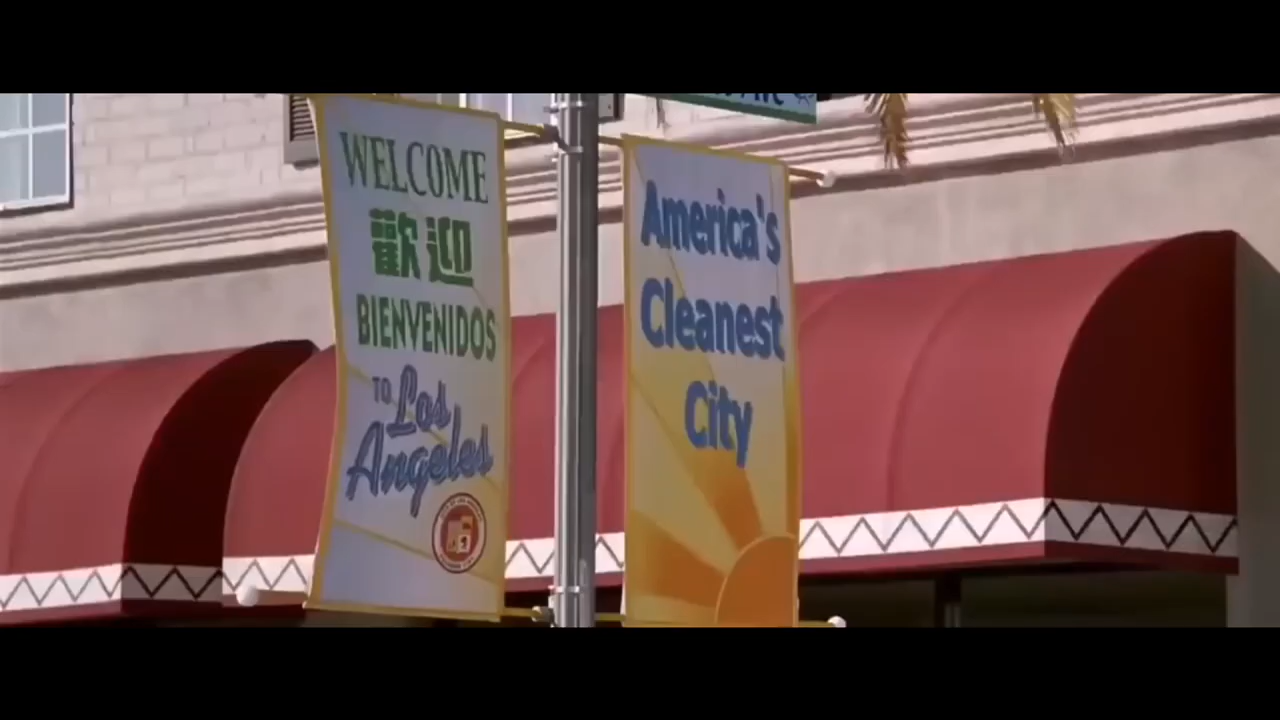 WELCOME
歡迎
BIENVENIDOS
TO Los
Angeles
America's
Cleanest
City